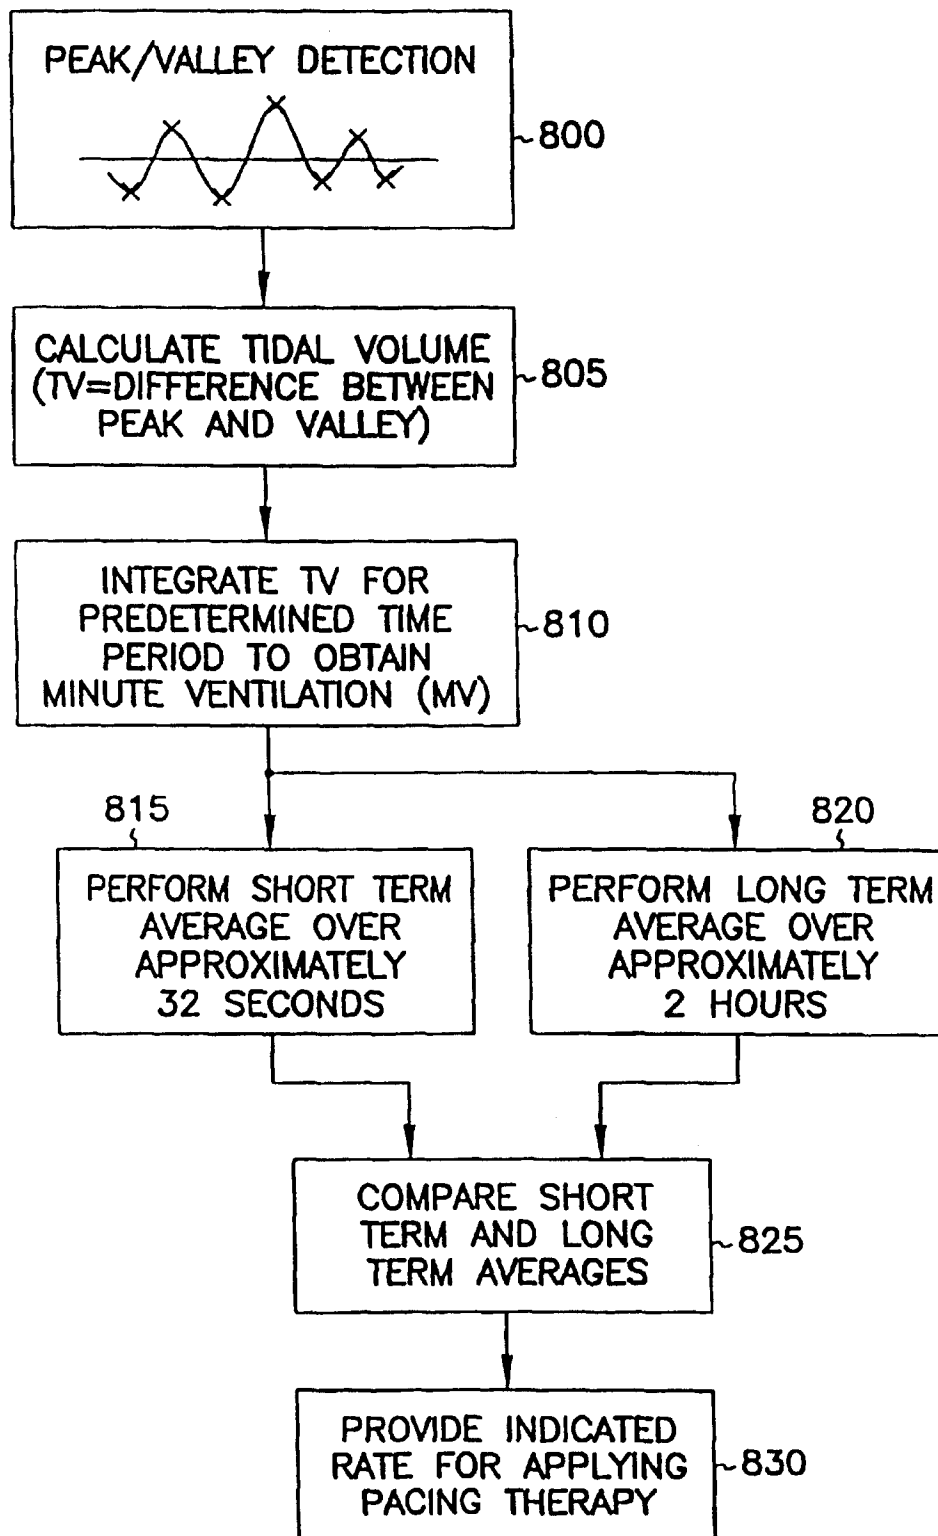 PEAK/VALLEY DETECTION
800
CALCULATE TIDAL VOLUME
(TV=DIFFERENCE BETWEEN
PEAK AND VALLEY)
805
INTEGRATE TV FOR
PREDETERMINED TIME
PERIOD TO OBTAIN
MINUTE VENTILATION (MV)
810
815
PERFORM SHORT TERM
AVERAGE OVER
APPROXIMATELY
32 SECONDS
820
PERFORM LONG TERM
AVERAGE OVER
APPROXIMATELY
2 HOURS
COMPARE SHORT
TERM AND LONG
TERM AVERAGES
825
PROVIDE INDICATED
RATE FOR APPLYING
PACING THERAPY
830